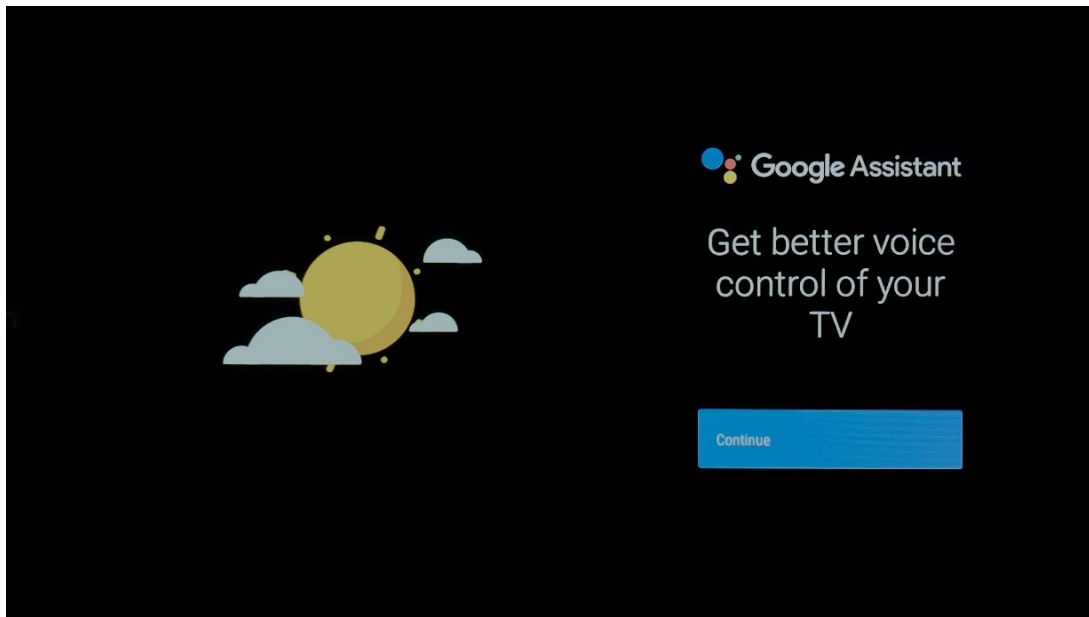 Google Assistant
Get better voice
control of your
TV
Continue